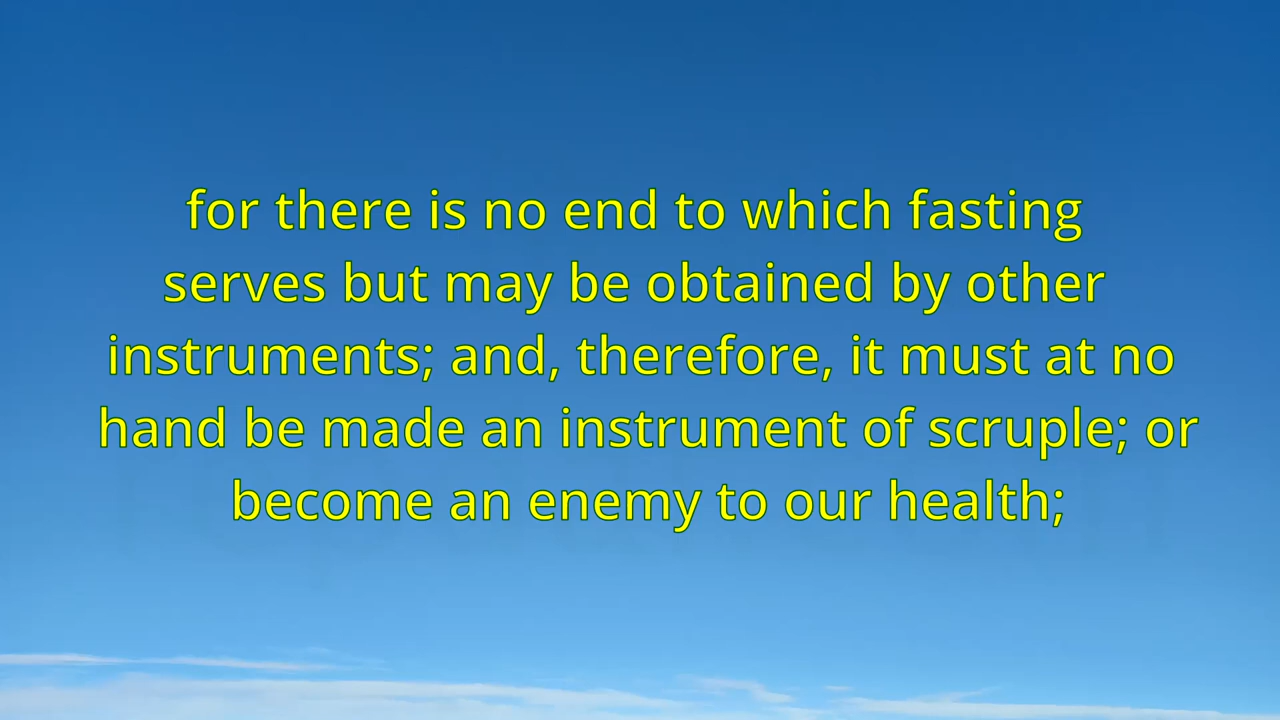 for there is no end to which fasting
serves but may be obtained by other
instruments; and, therefore, it must at no
hand be made an instrument of scruple; or
become an enemy to our health;